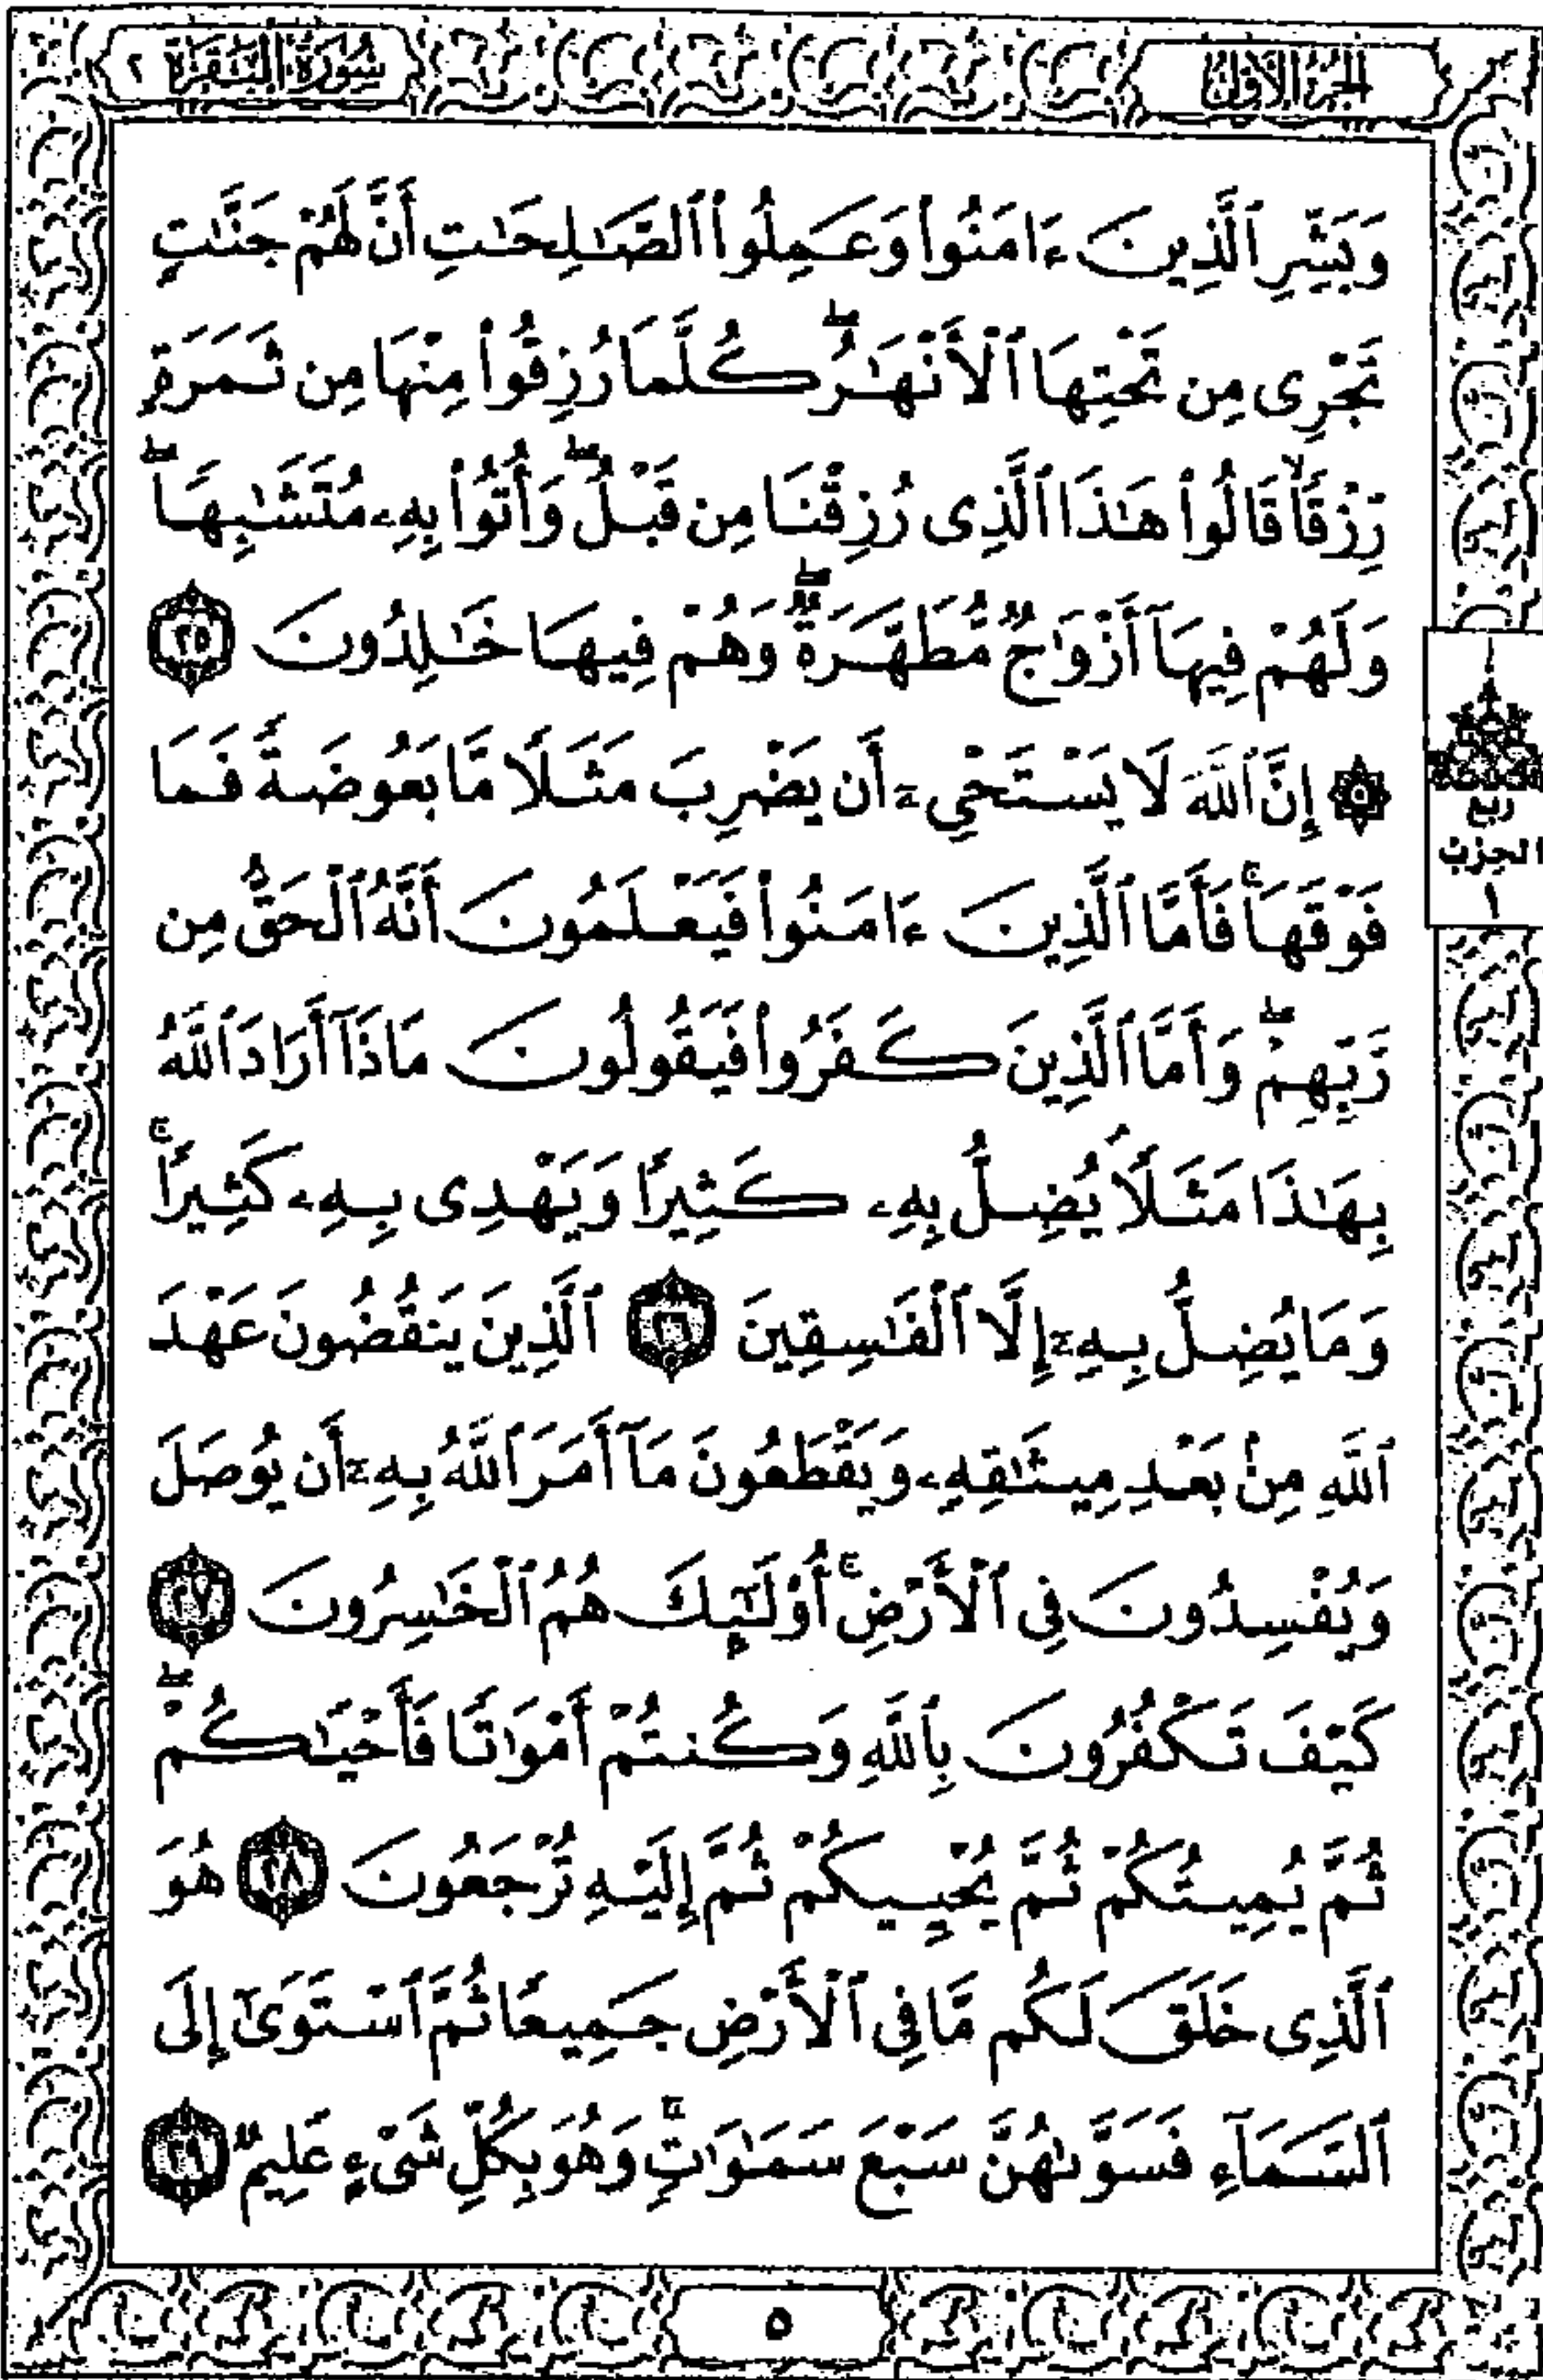 الجزء الأول
سورة البقرة ٢
وَبَشِّرِ ٱلَّذِينَ ءَامَنُوا۟ وَعَمِلُوا۟ ٱلصَّـٰلِحَـٰتِ أَنَّ لَهُمْ جَنَّـٰتٍ
تَجْرِى مِن تَحْتِهَا ٱلْأَنْهَـٰرُ ۖ كُلَّمَا رُزِقُوا۟ مِنْهَا مِن ثَمَرَةٍ
رِّزْقًا ۙ قَالُوا۟ هَـٰذَا ٱلَّذِى رُزِقْنَا مِن قَبْلُ ۖ وَأُتُوا۟ بِهِۦ مُتَشَـٰبِهًا ۖ
وَلَهُمْ فِيهَآ أَزْوَٰجٌ مُّطَهَّرَةٌ ۖ وَهُمْ فِيهَا خَـٰلِدُونَ ٢٥
۞ إِنَّ ٱللَّهَ لَا يَسْتَحْىِۦٓ أَن يَضْرِبَ مَثَلًا مَّا بَعُوضَةً فَمَا
فَوْقَهَا ۚ فَأَمَّا ٱلَّذِينَ ءَامَنُوا۟ فَيَعْلَمُونَ أَنَّهُ ٱلْحَقُّ مِن
رَّبِّهِمْ ۖ وَأَمَّا ٱلَّذِينَ كَفَرُوا۟ فَيَقُولُونَ مَاذَآ أَرَادَ ٱللَّهُ
بِهَـٰذَا مَثَلًا ۘ يُضِلُّ بِهِۦ كَثِيرًا وَيَهْدِى بِهِۦ كَثِيرًا ۚ
وَمَا يُضِلُّ بِهِۦٓ إِلَّا ٱلْفَـٰسِقِينَ ٢٦ ٱلَّذِينَ يَنقُضُونَ عَهْدَ
ٱللَّهِ مِنۢ بَعْدِ مِيثَـٰقِهِۦ وَيَقْطَعُونَ مَآ أَمَرَ ٱللَّهُ بِهِۦٓ أَن يُوصَلَ
وَيُفْسِدُونَ فِى ٱلْأَرْضِ ۚ أُو۟لَـٰٓئِكَ هُمُ ٱلْخَـٰسِرُونَ ٢٧
كَيْفَ تَكْفُرُونَ بِٱللَّهِ وَكُنتُمْ أَمْوَٰتًا فَأَحْيَـٰكُمْ ۖ
ثُمَّ يُمِيتُكُمْ ثُمَّ يُحْيِيكُمْ ثُمَّ إِلَيْهِ تُرْجَعُونَ ٢٨ هُوَ
ٱلَّذِى خَلَقَ لَكُم مَّا فِى ٱلْأَرْضِ جَمِيعًا ثُمَّ ٱسْتَوَىٰٓ إِلَى
ٱلسَّمَآءِ فَسَوَّىٰهُنَّ سَبْعَ سَمَـٰوَٰتٍ ۚ وَهُوَ بِكُلِّ شَىْءٍ عَلِيمٌ ٢٩
ربع
الحزب
١
٥